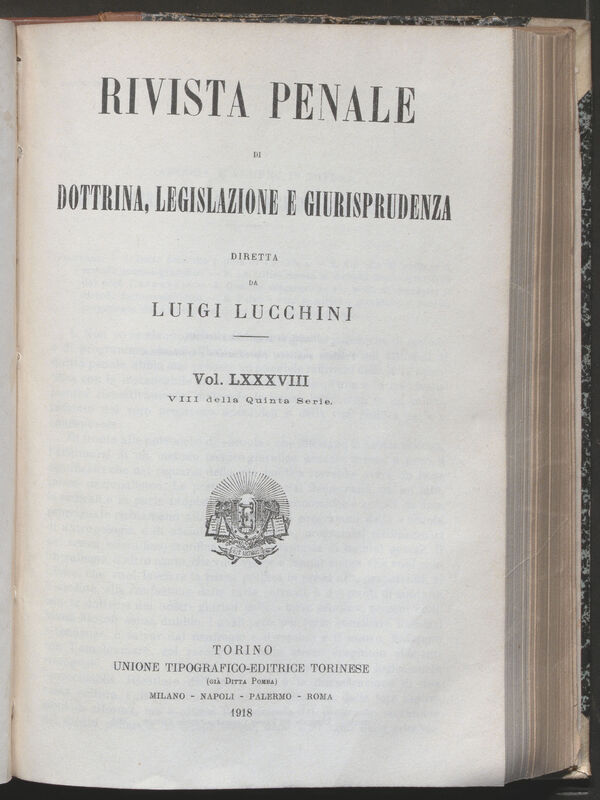 RIVISTA PENALE
DI
DOTTRINA, LEGISLAZIONE E GIURISPRUDENZA
DIRETTA
DA
LUIGI LUCCHINI
Vol. LXXXVIII
VIII della Quinta Serie.
TORINO
UNIONE TIPOGRAFICO-EDITRICE TORINESE
(GIÀ DITTA POMBA)
MILANO - NAPOLI - PALERMO - ROMA
1918